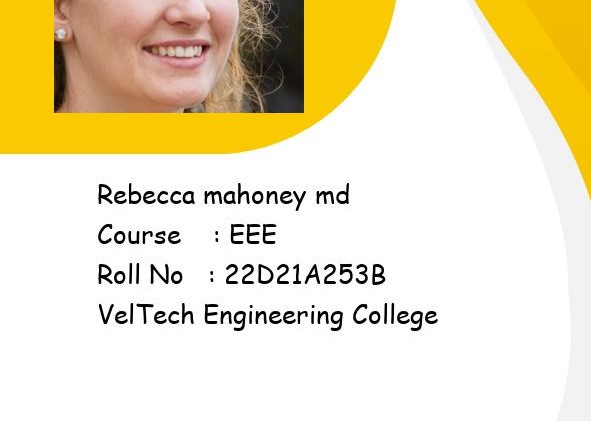 Rebecca mahoney md
Course : EEE
Roll No : 22D21A253B
VelTech Engineering College